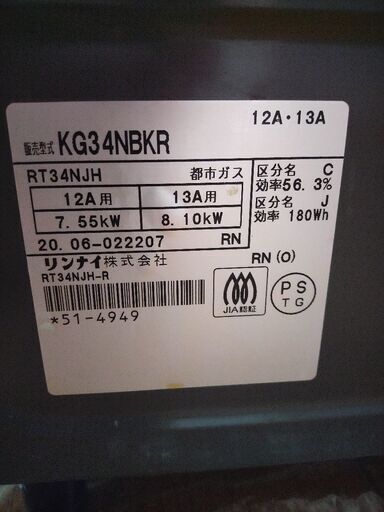 12A・13A
販売型式 KG34NBKR
RT34NJH 都市ガス
12A用 13A用
7.55kW 8.10kW
区分名 C
効率56.3%
区分名 J
効率 180Wh
20.06-022207 RN
リンナイ株式会社
RT34NJH-R
RN(O)
*51-4949
JIA認証
PS
TG